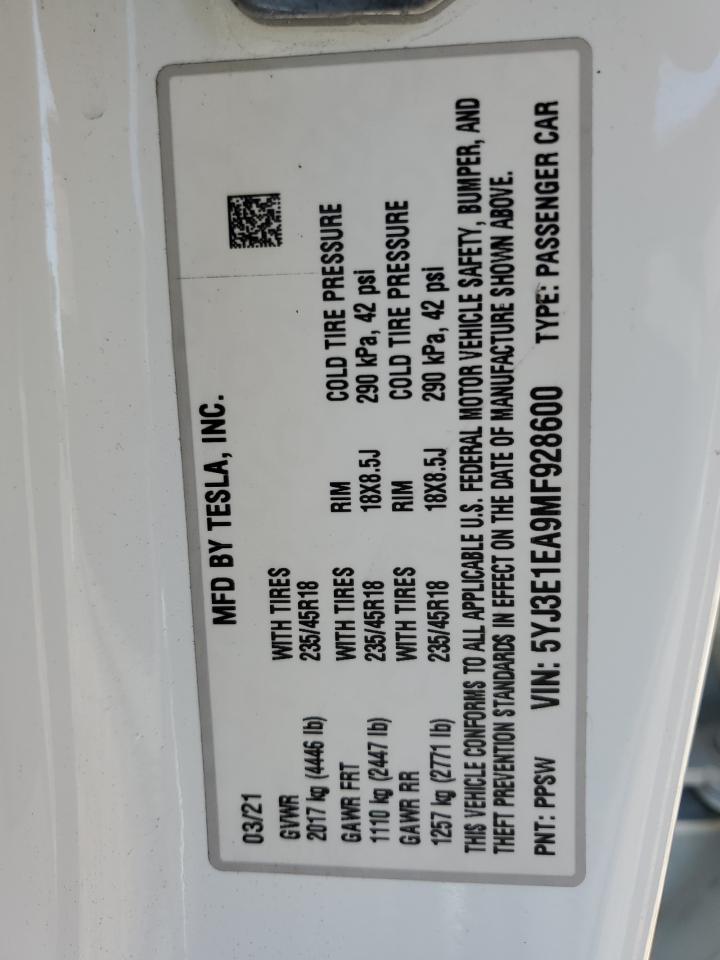 MFD BY TESLA, INC.
03/21
GVWR WITH TIRES RIM COLD TIRE PRESSURE
2017 kg (4446 lb) 235/45R18
GAWR FRT WITH TIRES RIM COLD TIRE PRESSURE
1110 kg (2447 lb) 235/45R18 18X8.5J 290 kPa, 42 psi
GAWR RR WITH TIRES RIM COLD TIRE PRESSURE
1257 kg (2771 lb) 235/45R18 18X8.5J 290 kPa, 42 psi
THIS VEHICLE CONFORMS TO ALL APPLICABLE U.S. FEDERAL MOTOR VEHICLE SAFETY, BUMPER, AND
THEFT PREVENTION STANDARDS IN EFFECT ON THE DATE OF MANUFACTURE SHOWN ABOVE.
PNT: PPSW VIN: 5YJ3E1EA9MF928600 TYPE: PASSENGER CAR